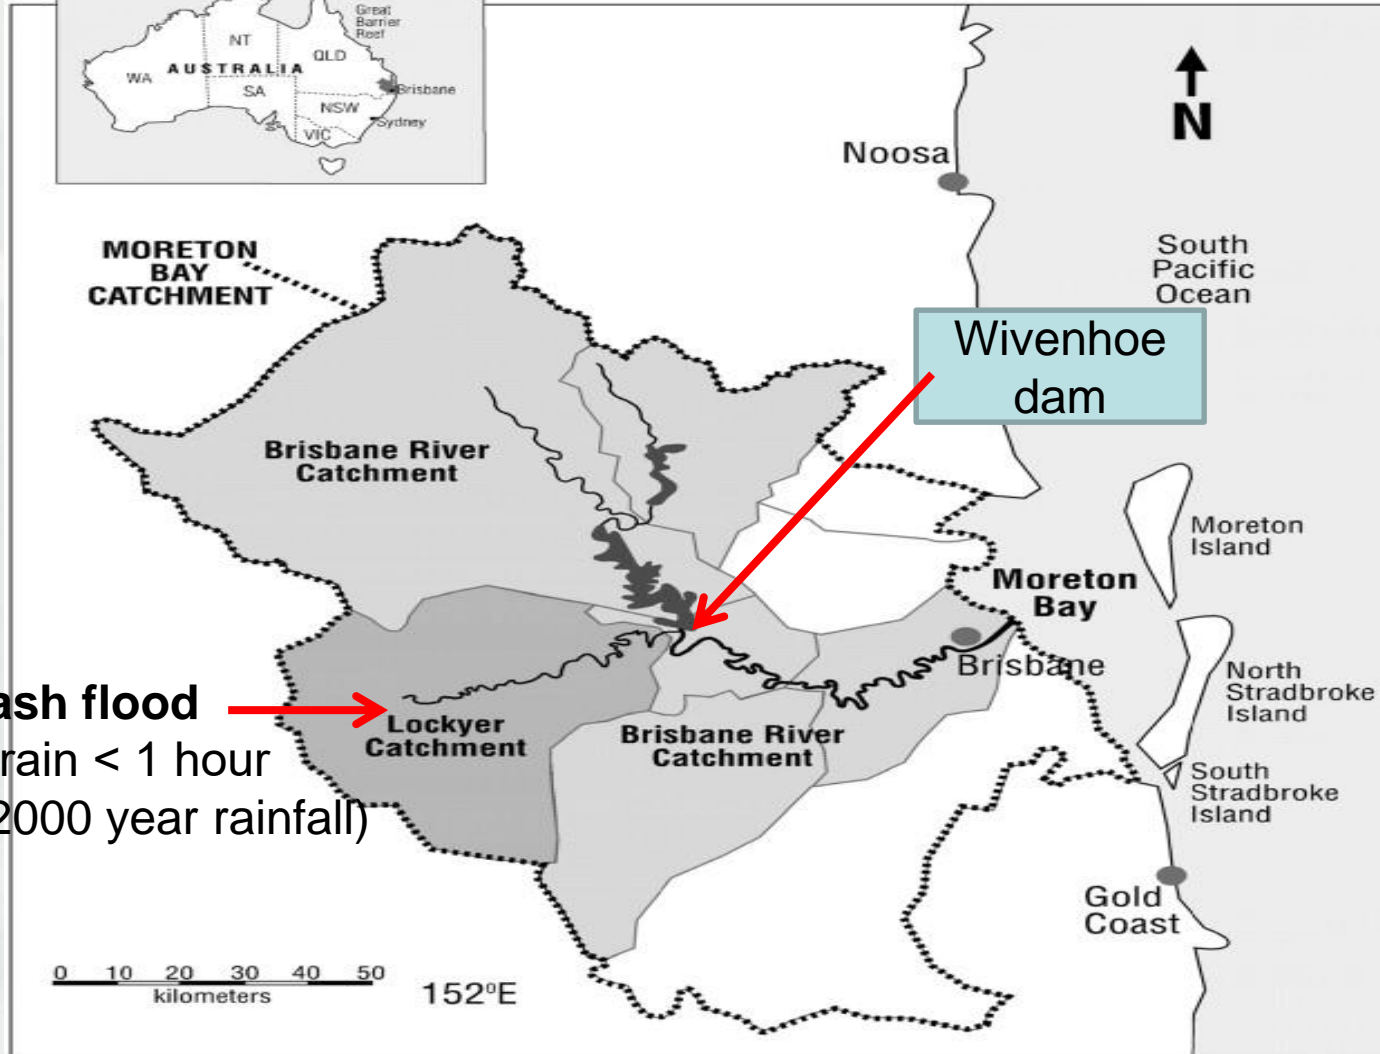 Great
Barrier
Reef
NT
QLD
WA
AUSTRALIA
SA
Brisbane
NSW
Sydney
VIC
N
Noosa
MORETON
BAY
CATCHMENT
South
Pacific
Ocean
Wivenhoe
dam
Brisbane River
Catchment
Moreton
Island
Moreton
Bay
Brisbane
North
Stradbroke
Island
ash flood
rain < 1 hour
2000 year rainfall)
Lockyer
Catchment
Brisbane River
Catchment
South
Stradbroke
Island
Gold
Coast
0 10 20 30 40 50
kilometers
152°E